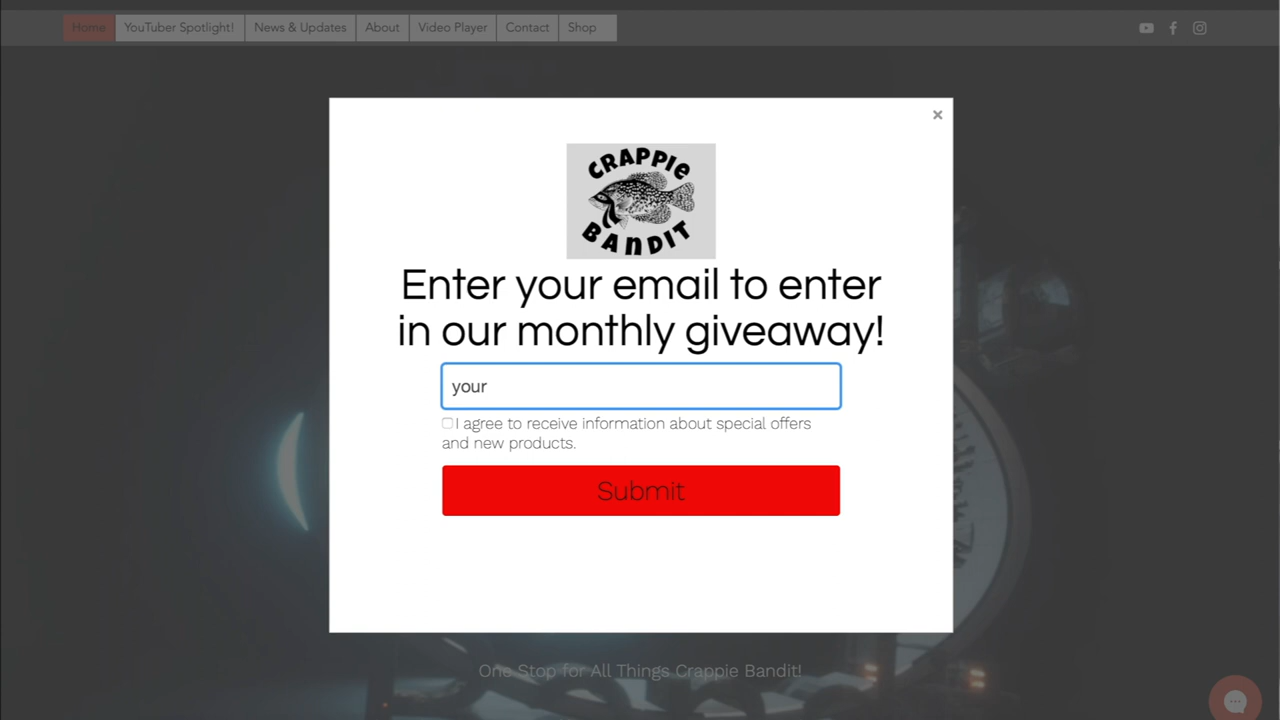 Home YouTuber Spotlight! News & Updates About Video Player Contact Shop
CRAPPIE
BANDIT
Enter your email to enter
in our monthly giveaway!
your
I agree to receive information about special offers
and new products.
Submit
One Stop for All Things Crappie Bandit!